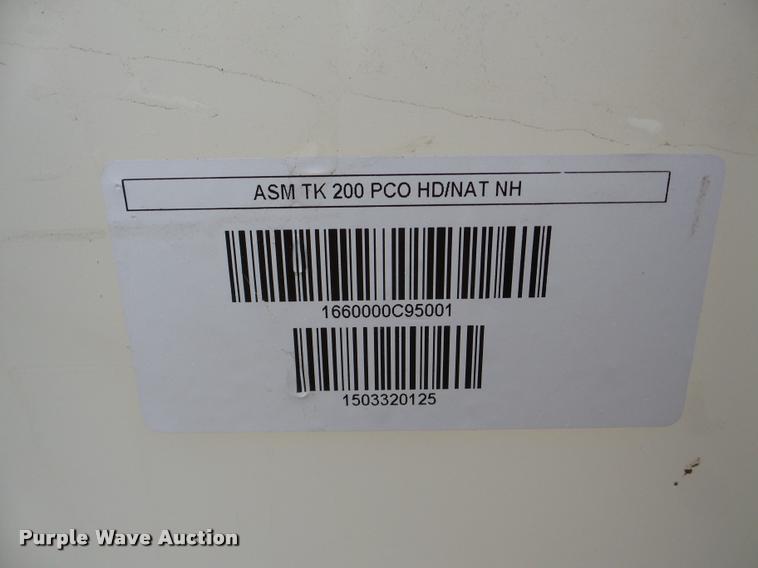 ASM TK 200 PCO HD/NAT NH
1660000C95001
1503320125
Purple Wave Auction